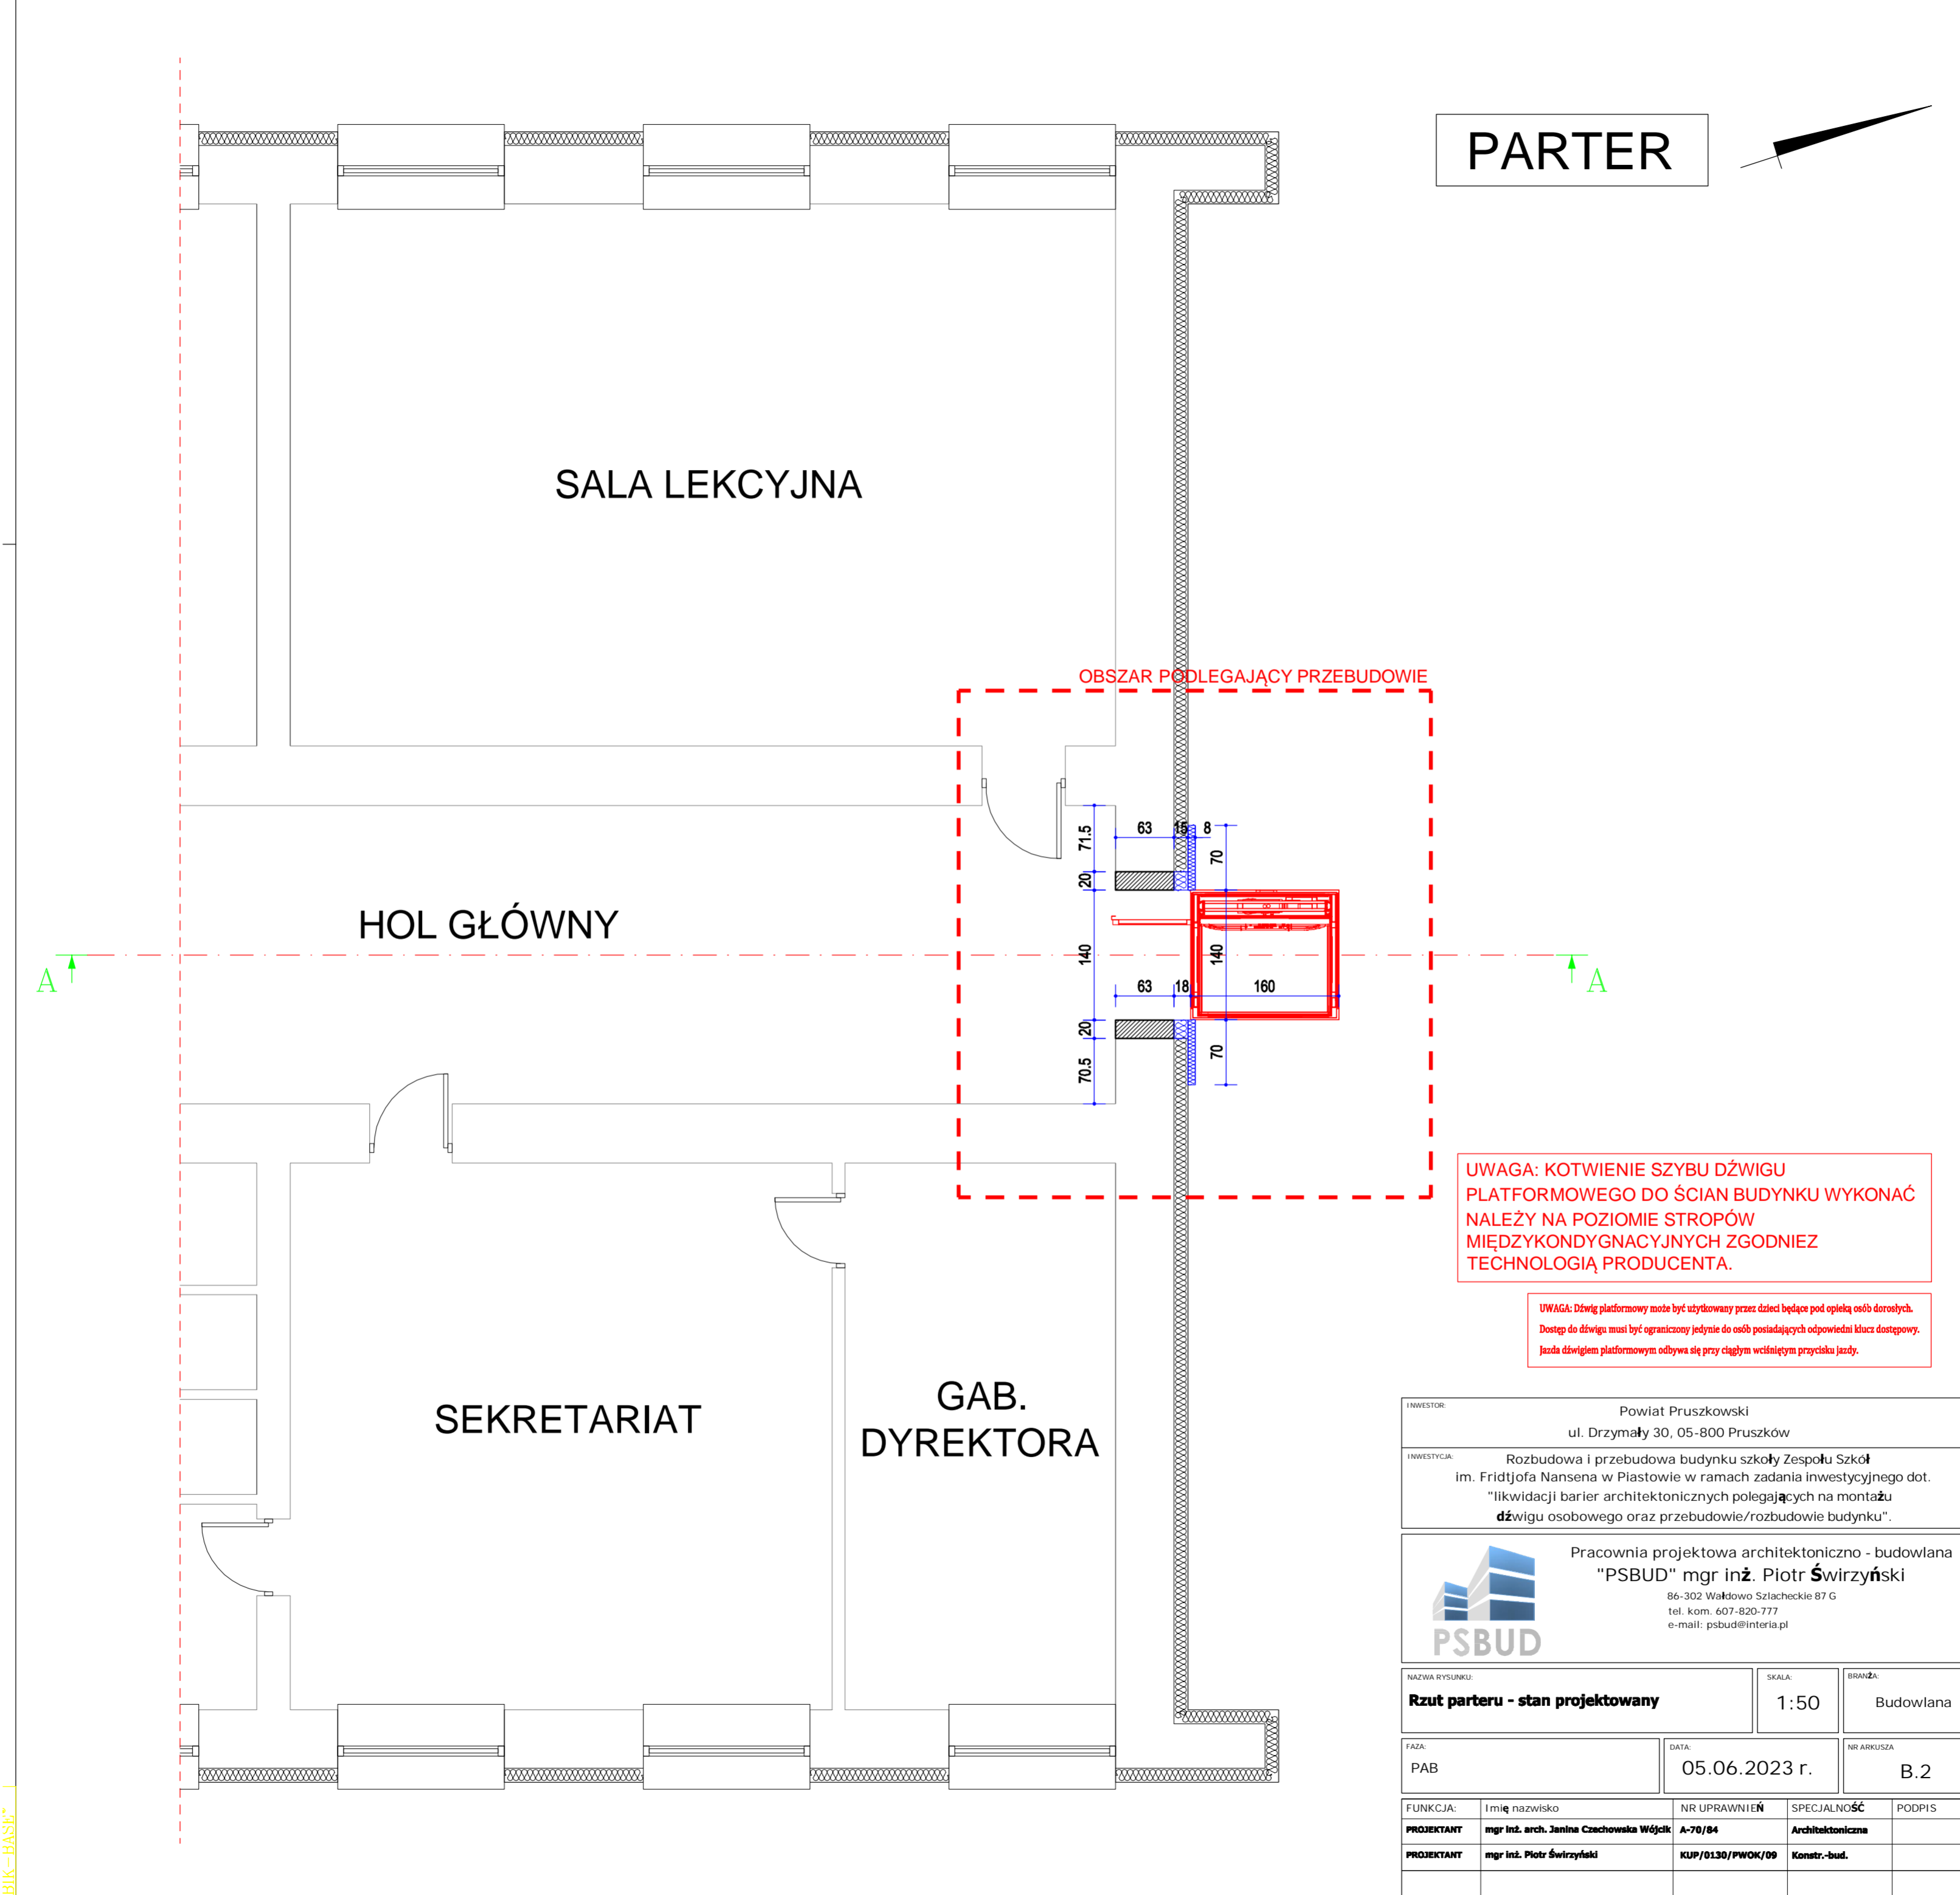 PARTER
SALA LEKCYJNA
OBSZAR PODLEGAJĄCY PRZEBUDOWIE
71.5
63
15
8
70
20
HOL GŁÓWNY
140
140
A
A
63
18
160
20
70
70.5
UWAGA: KOTWIENIE SZYBU DŹWIGU
PLATFORMOWEGO DO ŚCIAN BUDYNKU WYKONAĆ
NALEŻY NA POZIOMIE STROPÓW
MIĘDZYKONDYGNACYJNYCH ZGODNIEZ
TECHNOLOGIĄ PRODUCENTA.
UWAGA: Dźwig platformowy może być użytkowany przez dzieci będące pod opieką osób dorosłych.
Dostęp do dźwigu musi być ograniczony jedynie do osób posiadających odpowiedni klucz dostępowy.
Jazda dźwigiem platformowym odbywa się przy ciągłym wciśniętym przycisku jazdy.
SEKRETARIAT
GAB.
DYREKTORA
INWESTOR:
Powiat Pruszkowski
ul. Drzymały 30, 05-800 Pruszków
INWESTYCJA:
Rozbudowa i przebudowa budynku szkoły Zespołu Szkół
im. Fridtjofa Nansena w Piastowie w ramach zadania inwestycyjnego dot.
"likwidacji barier architektonicznych polegających na montażu
dźwigu osobowego oraz przebudowie/rozbudowie budynku".
Pracownia projektowa architektoniczno - budowlana
"PSBUD" mgr inż. Piotr Świrzyński
86-302 Wałdowo Szlacheckie 87 G
tel. kom. 607-820-777
e-mail: psbud@interia.pl
PSBUD
NAZWA RYSUNKU:
Rzut parteru - stan projektowany
SKALA:
1:50
BRANŻA:
Budowlana
FAZA:
PAB
DATA:
05.06.2023 r.
NR ARKUSZA
B.2
FUNKCJA: Imię nazwisko NR UPRAWNIEŃ SPECJALNOŚĆ PODPIS
PROJEKTANT mgr inż. arch. Janina Czechowska Wójcik A-70/84 Architektoniczna
PROJEKTANT mgr inż. Piotr Świrzyński KUP/0130/PWOK/09 Konstr.-bud.